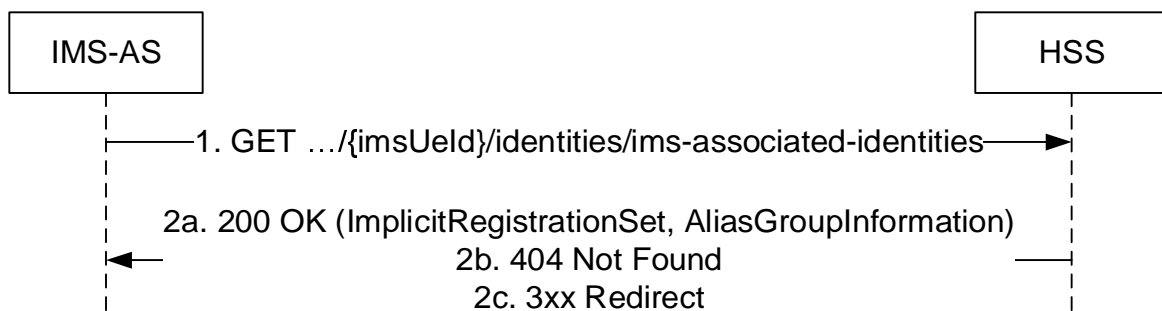 IMS-AS
HSS
1. GET …/{imsUeId}/identities/ims-associated-identities
2a. 200 OK (ImplicitRegistrationSet, AliasGroupInformation)
2b. 404 Not Found
2c. 3xx Redirect